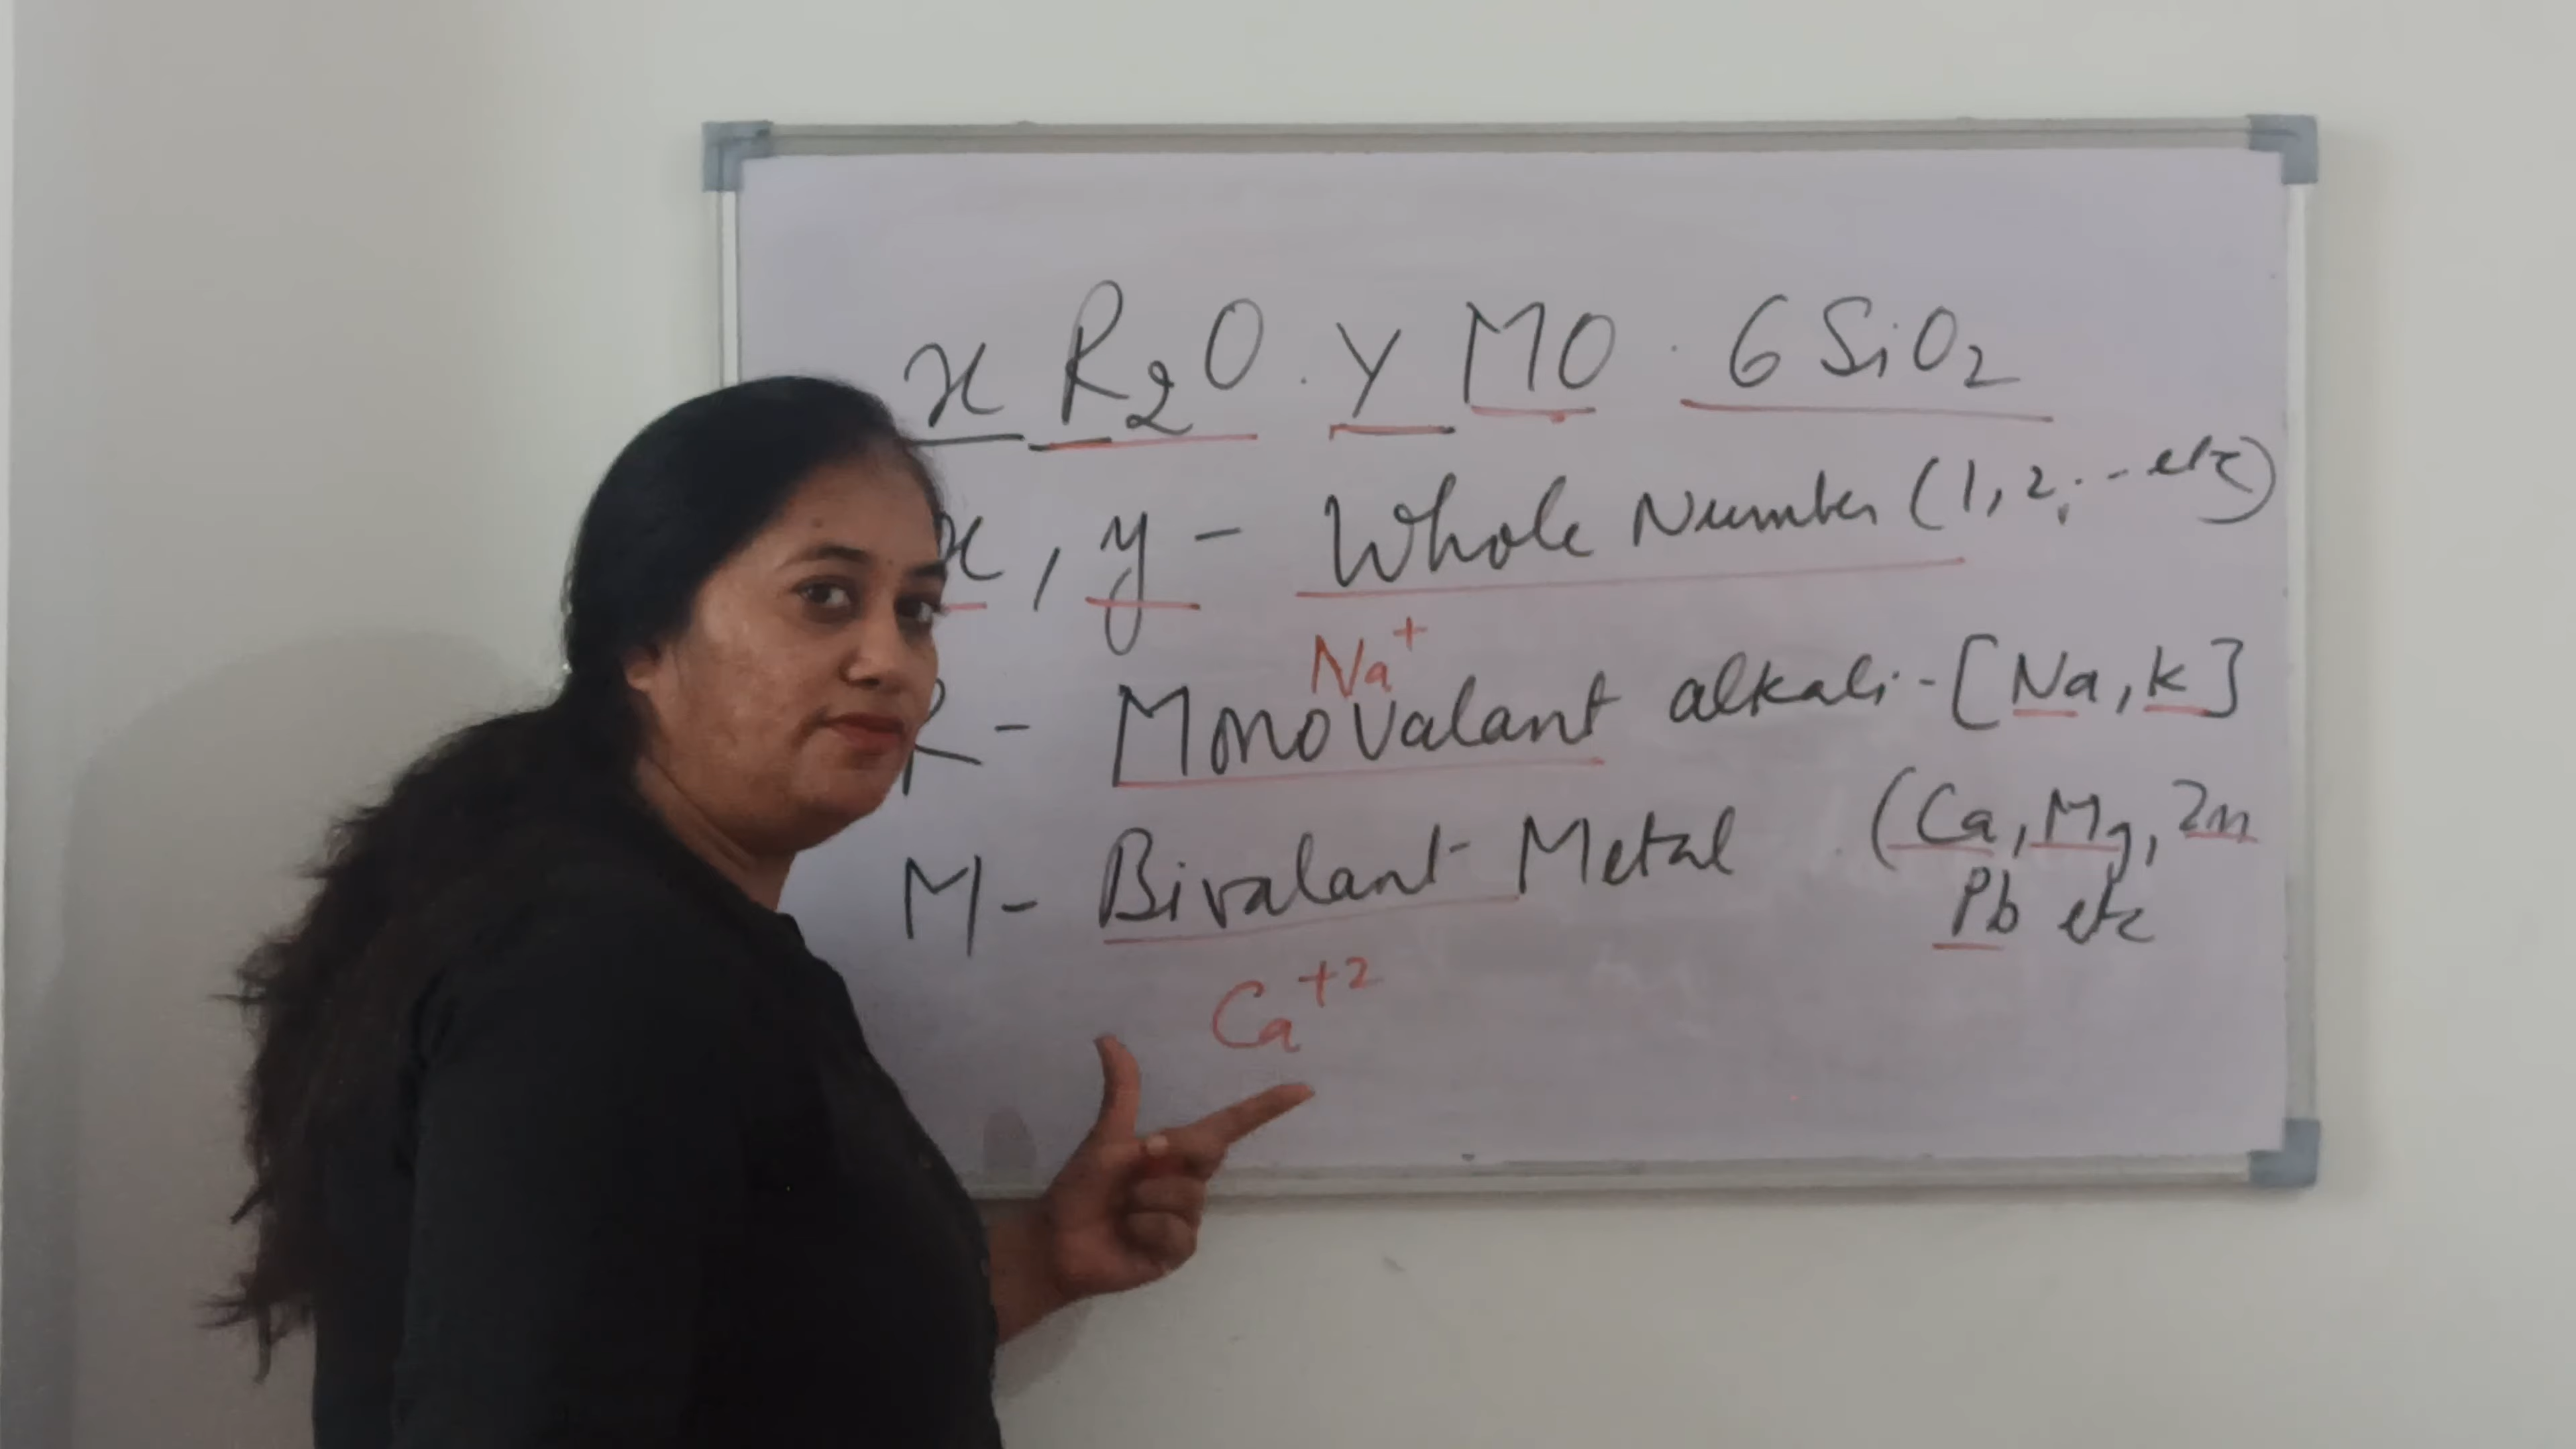 x R₂O . y MO . 6 SiO₂
x , y - Whole Number (1, 2, -- etc)
Na⁺
R - Monovalant alkali - [Na, K]
M - Bivalant Metal (Ca, Mg, Zn
Pb etc
Ca⁺²